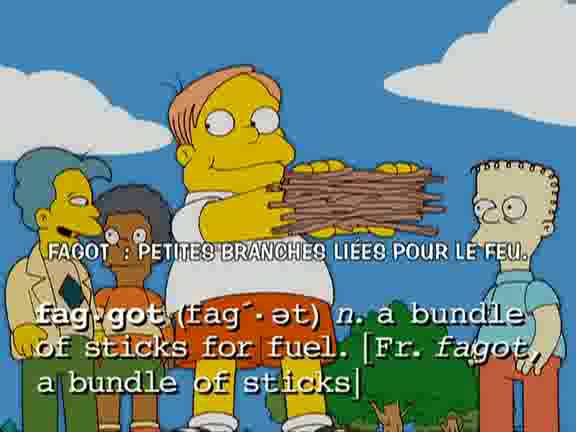 FAGOT : PETITES BRANCHES LIÉES POUR LE FEU.
fag·got (fag´·ət) n. a bundle
of sticks for fuel. [Fr. fagot,
a bundle of sticks]